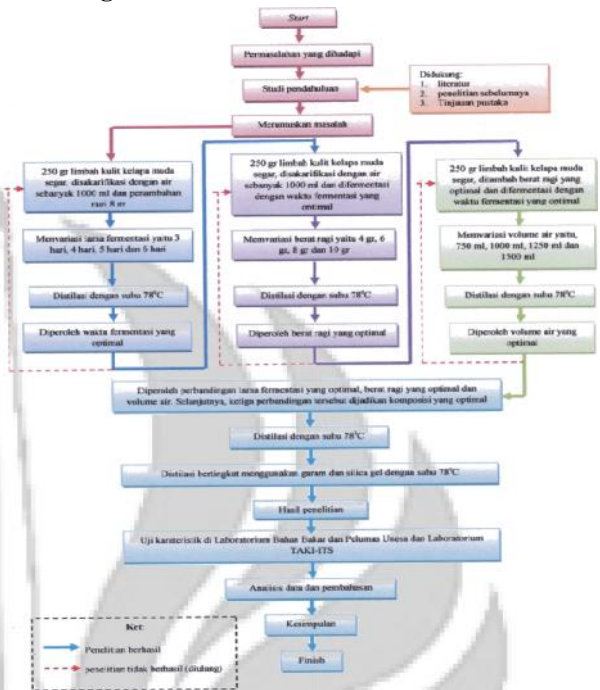 Start
Permasalahan yang dihadapi
Studi pendahuluan
Didukung:
1. literatur
2. penelitian sebelumnya
3. Tinjauan pustaka
Merumuskan masalah
250 gr limbah kulit kelapa muda
segar, disakarifikasi dengan air
sebanyak 1000 ml dan penambahan
ragi 8 gr
Memvariasi lama fermentasi yaitu 3
hari, 4 hari, 5 hari dan 6 hari
Distilasi dengan suhu 78°C
Diperoleh waktu fermentasi yang
optimal
250 gr limbah kulit kelapa muda
segar, disakarifikasi dengan air
sebanyak 1000 ml dan difermentasi
dengan waktu fermentasi yang
optimal
Memvariasi berat ragi yaitu 4 gr, 6
gr, 8 gr dan 10 gr
Distilasi dengan suhu 78°C
Diperoleh berat ragi yang optimal
250 gr limbah kulit kelapa muda
segar, ditambah berat ragi yang
optimal dan difermentasi dengan
waktu fermentasi yang optimal
Memvariasi volume air yaitu,
750 ml, 1000 ml, 1250 ml dan
1500 ml
Distilasi dengan suhu 78°C
Diperoleh volume air yang
optimal
Diperoleh perbandingan lama fermentasi yang optimal, berat ragi yang optimal dan
volume air. Selanjutnya, ketiga perbandingan tersebut dijadikan komposisi yang optimal
Distilasi dengan suhu 78°C
Distilasi bertingkat menggunakan garam dan silica gel dengan suhu 78°C
Hasil penelitian
Uji karateristik di Laboratorium Bahan Bakar dan Pelumas Unesa dan Laboratorium
TAKI-ITS
Analisis data dan pembahasan
Kesimpulan
Finish
Ket:
Penelitian berhasil
penelitian tidak berhasil (diulang)